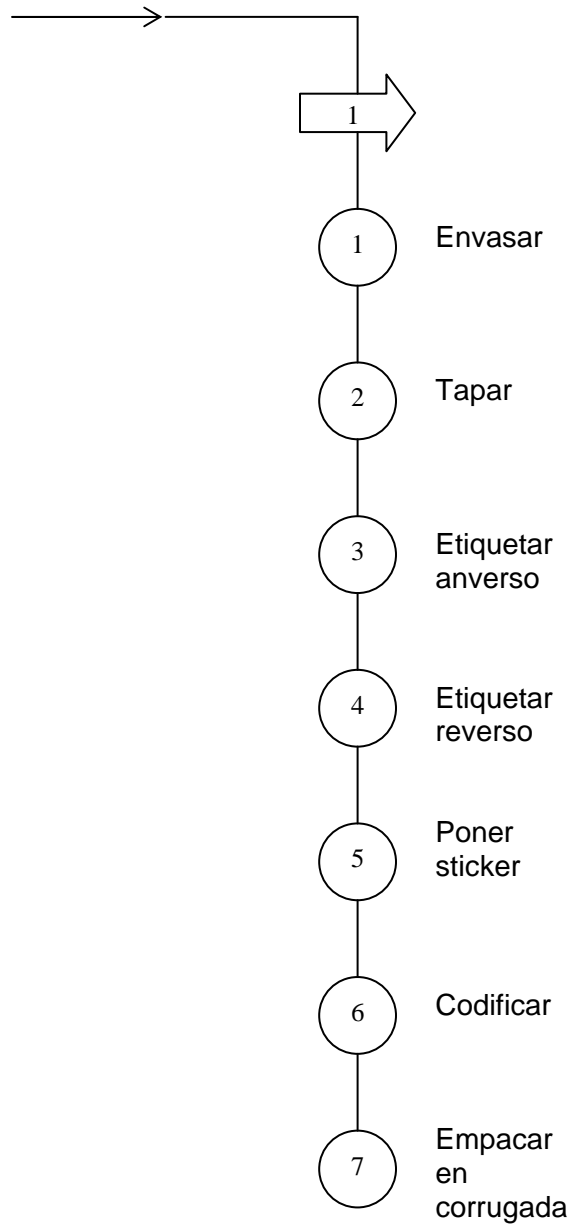 1
1 Envasar
2 Tapar
3 Etiquetar
anverso
4 Etiquetar
reverso
5 Poner
sticker
6 Codificar
7 Empacar
en
corrugada